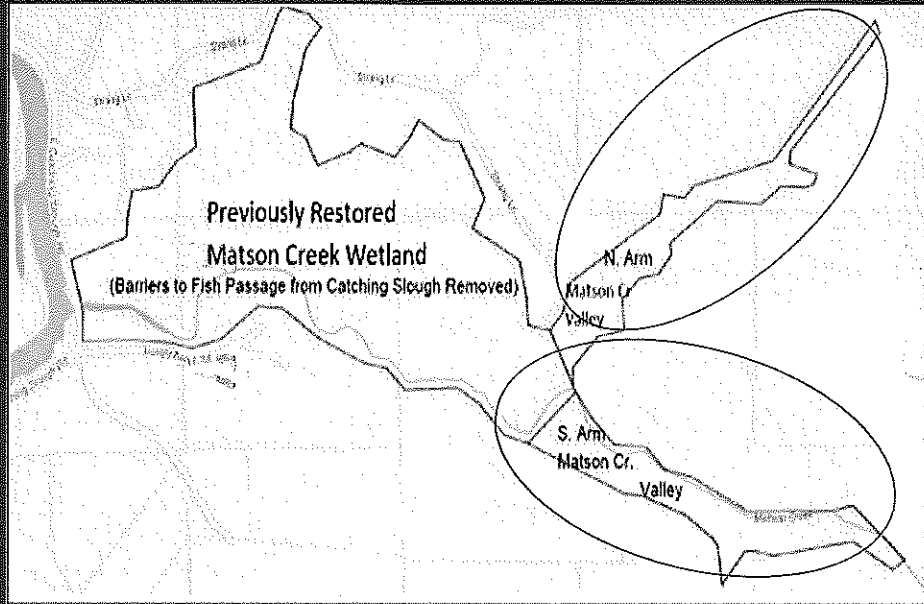 Previously Restored
Matson Creek Wetland
(Barriers to Fish Passage from Catching Slough Removed)
N. Arm
Matson Cr
Valley
S. Arm
Matson Cr.
Valley